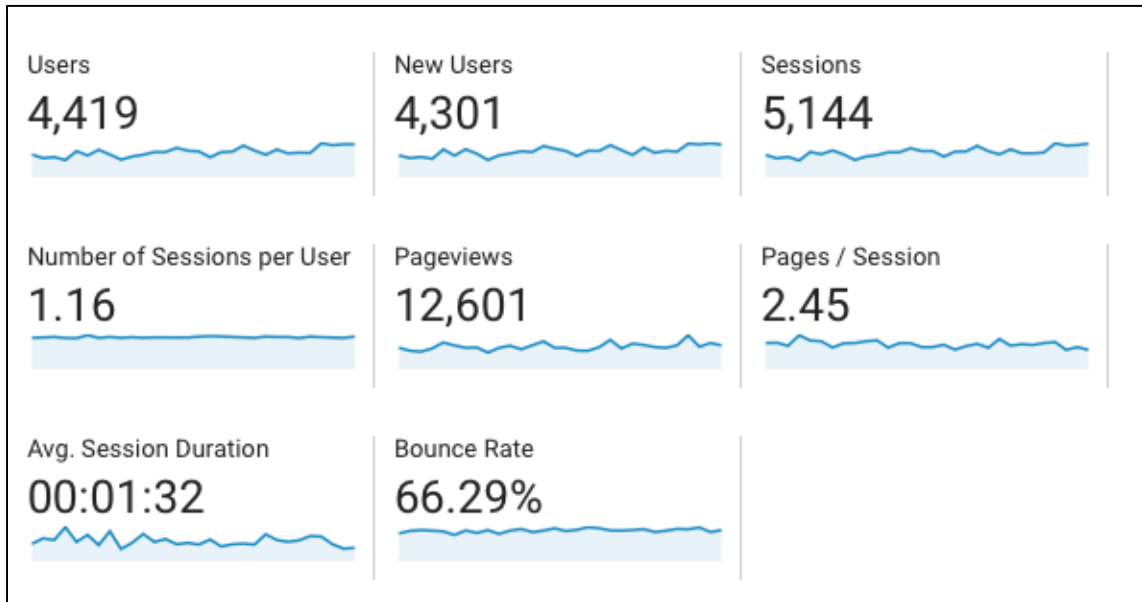 Users
4,419
New Users
4,301
Sessions
5,144
Number of Sessions per User
1.16
Pageviews
12,601
Pages / Session
2.45
Avg. Session Duration
00:01:32
Bounce Rate
66.29%